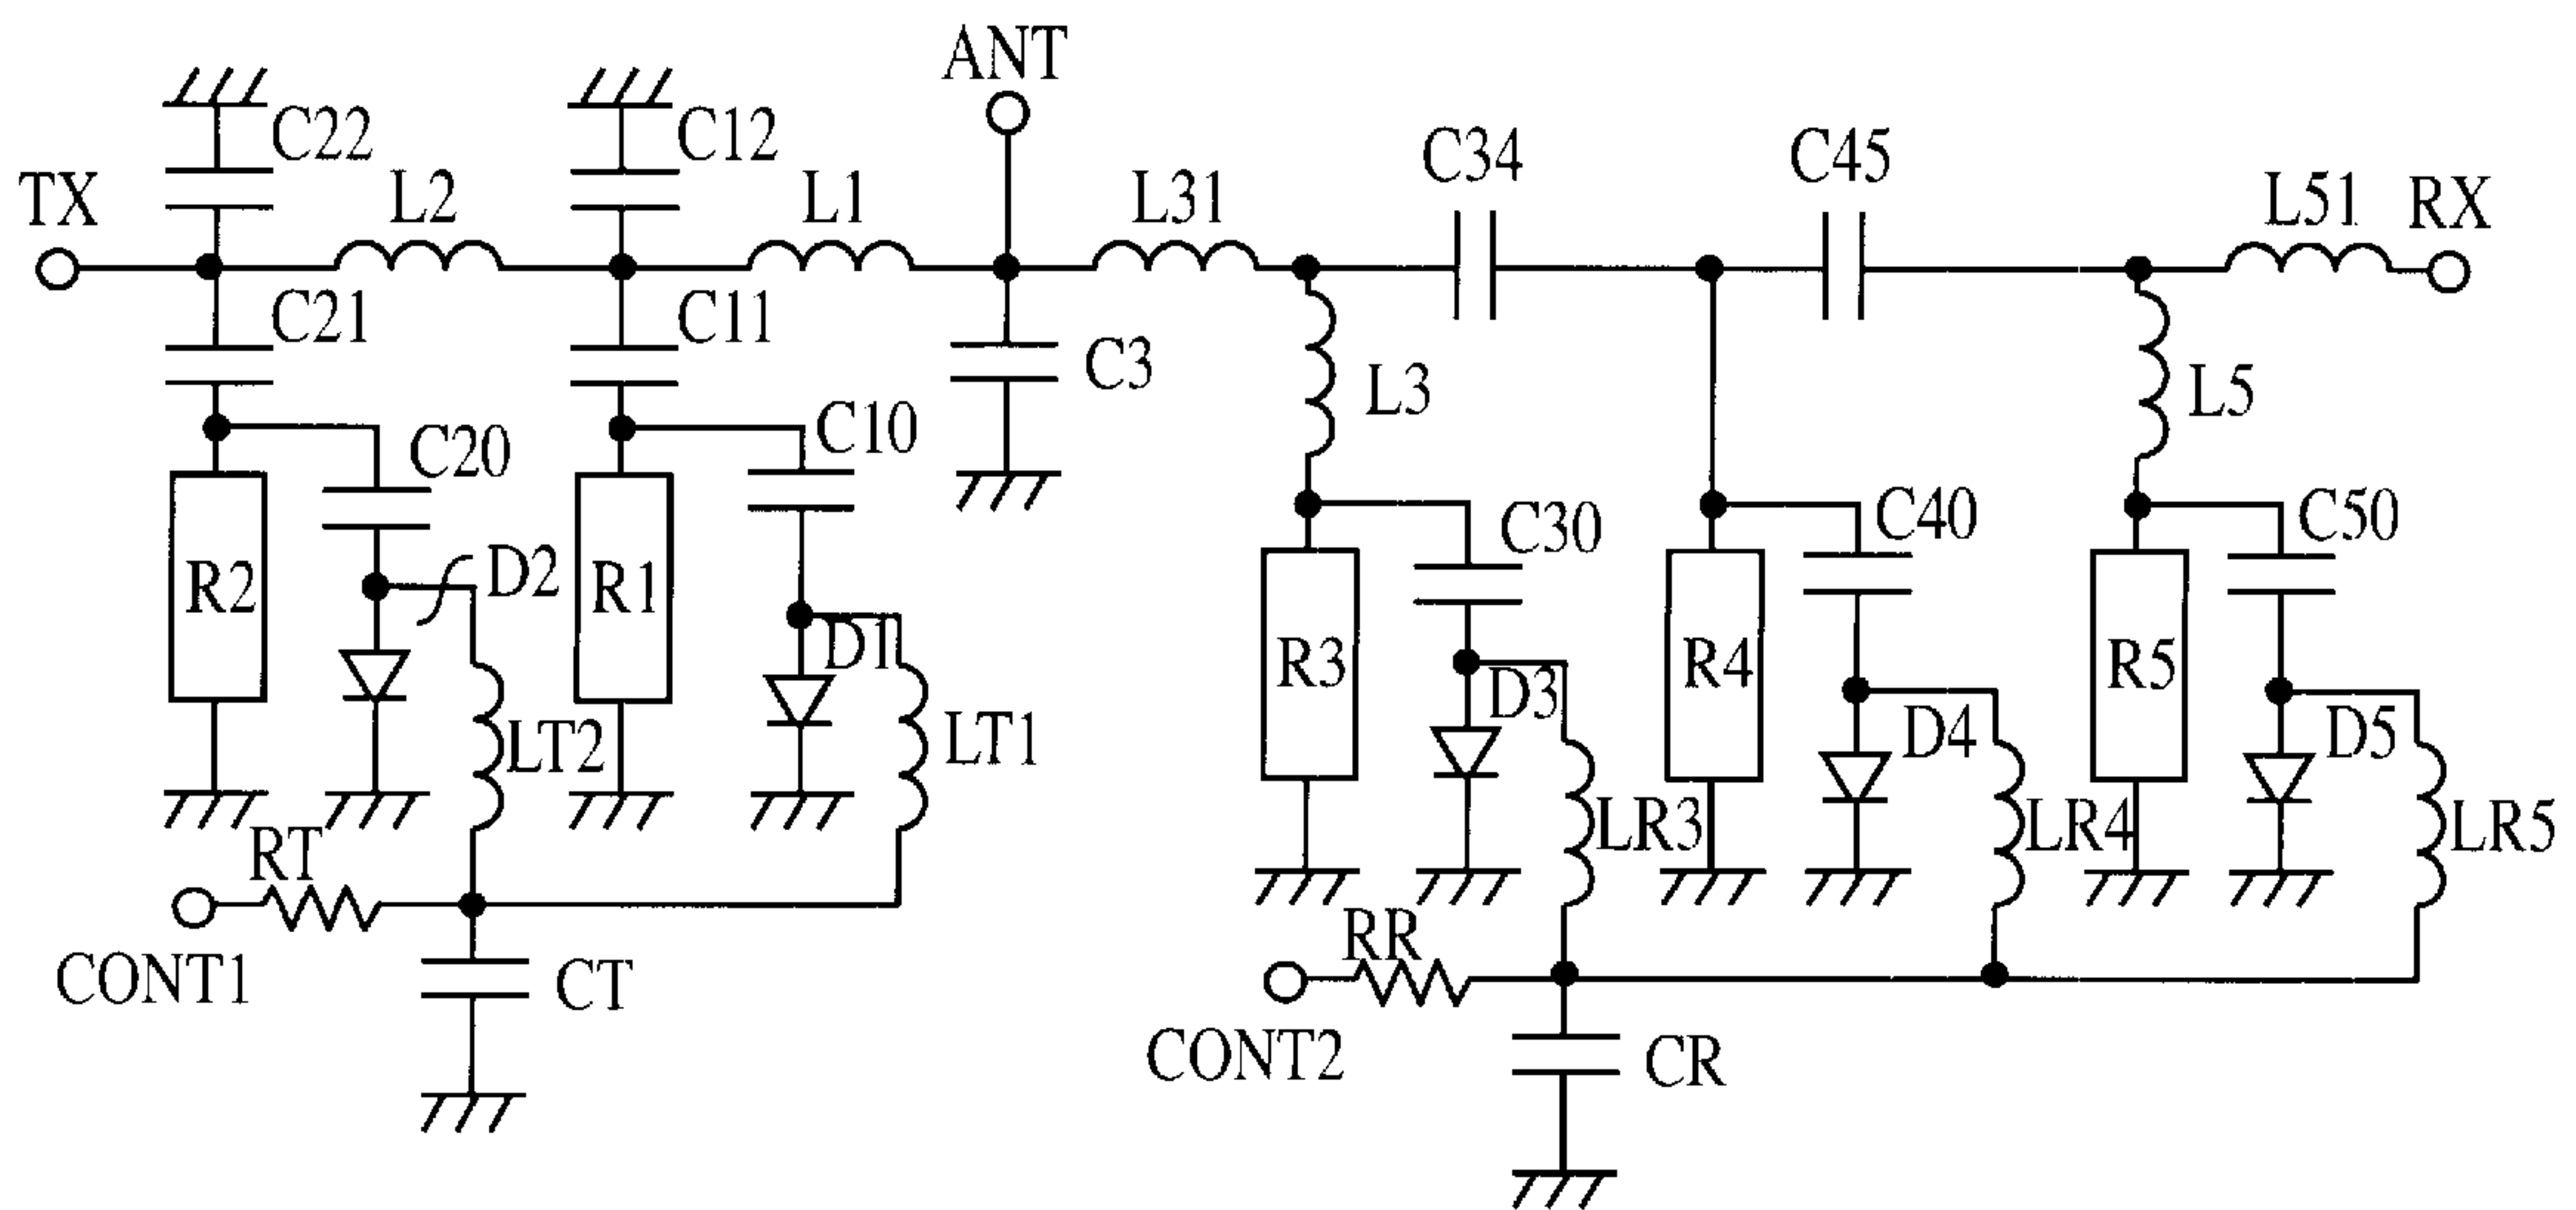 ANT
C22
C12
C34
C45
TX
L2
L1
L31
L51
RX
C21
C11
C3
L3
L5
C20
C10
C30
C40
C50
R2
D2
R1
D1
R3
D3
R4
D4
R5
D5
LT2
LT1
LR3
LR4
LR5
RT
CONT1
CT
RR
CONT2
CR